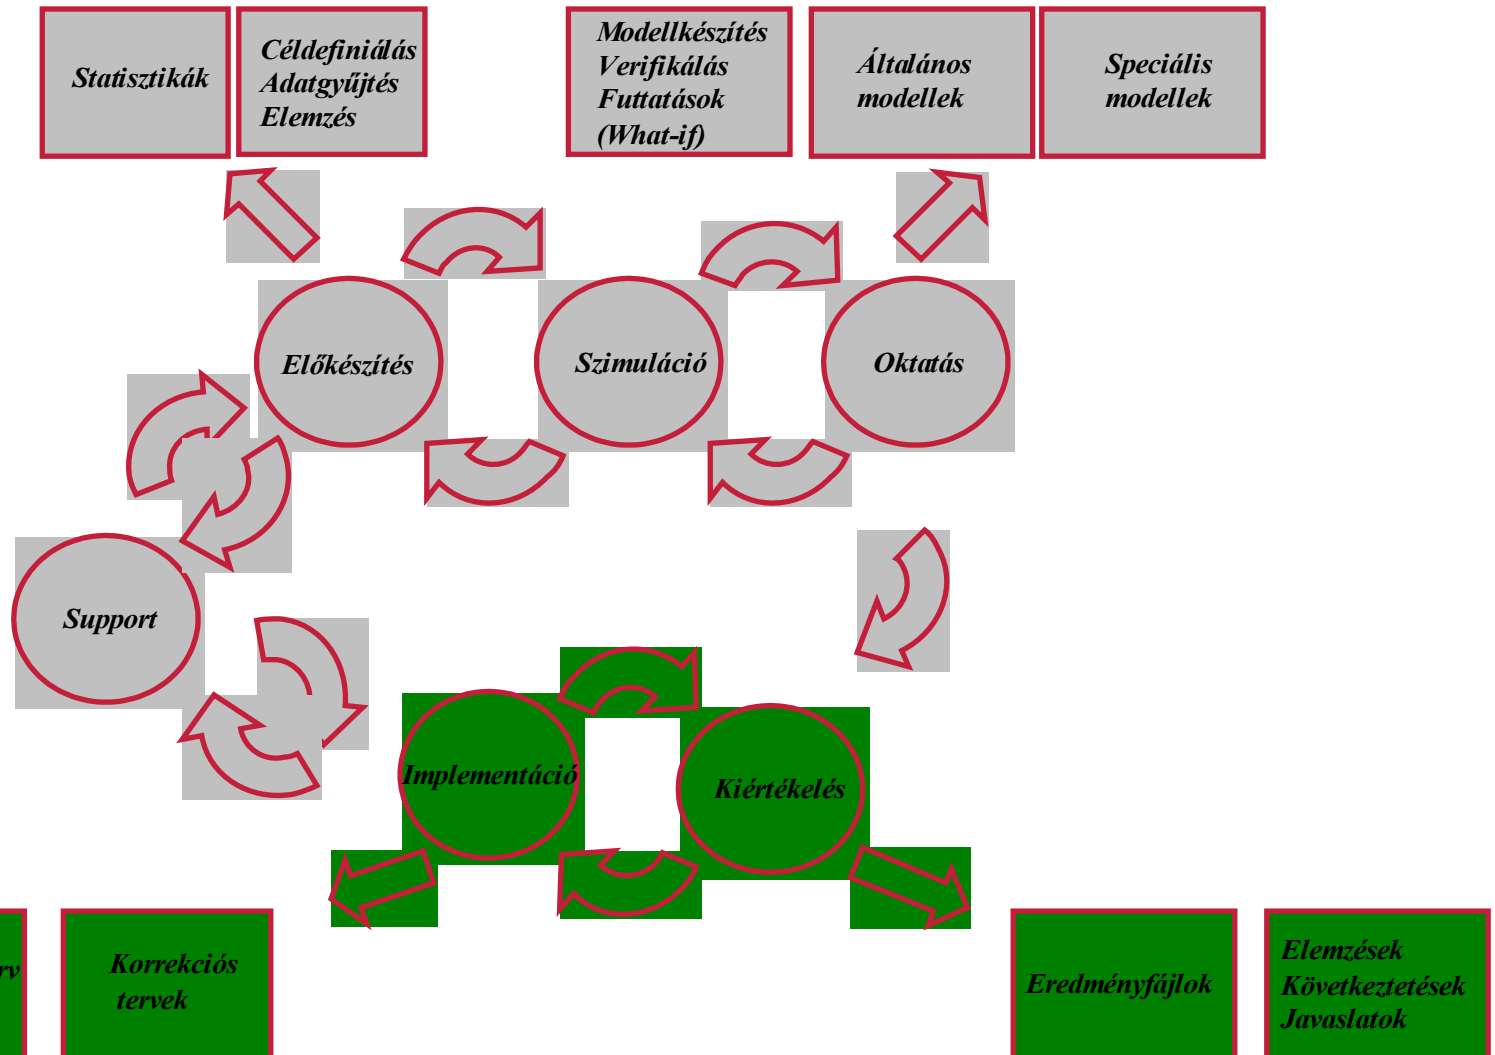 Statisztikák
Céldefiniálás
Adatgyűjtés
Elemzés
Modellkészítés
Verifikálás
Futtatások
(What-if)
Általános
modellek
Speciális
modellek
Előkészítés
Szimuláció
Oktatás
Support
Implementáció
Kiértékelés
Korrekciós
tervek
Eredményfájlok
Elemzések
Következtetések
Javaslatok